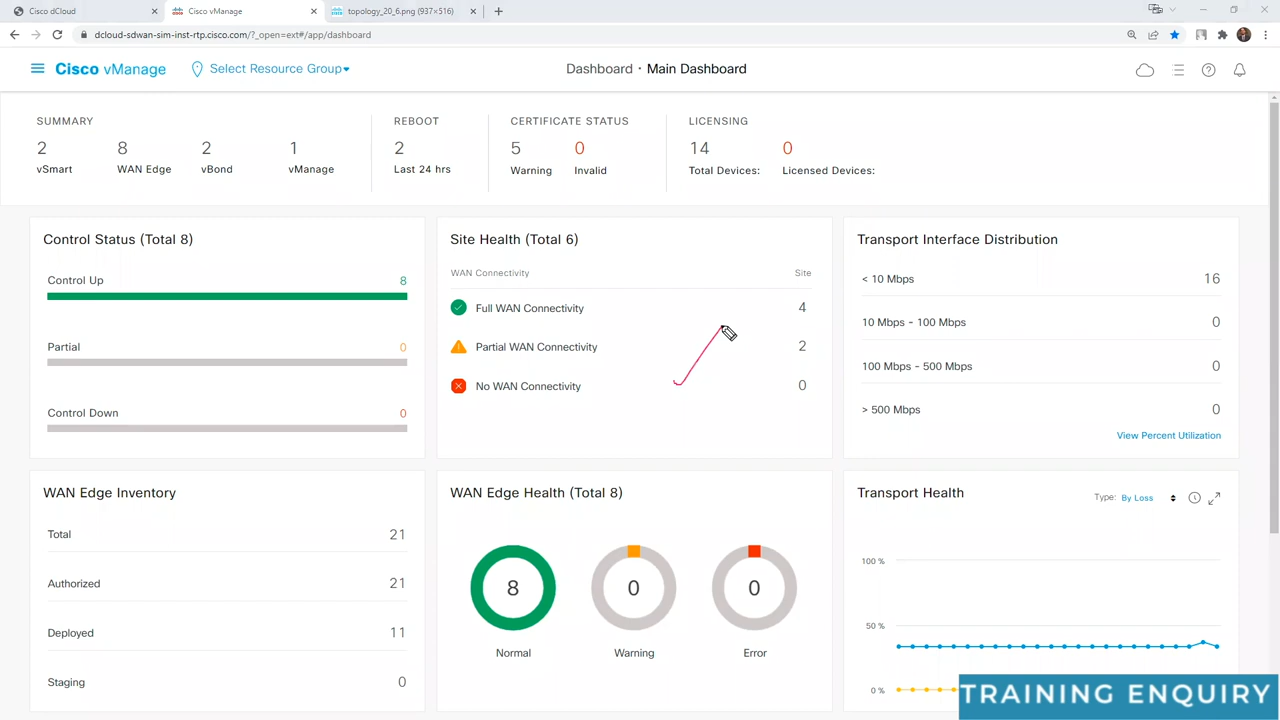 Cisco dCloud
Cisco vManage
topology_20_6.png (937×566)
dcloud-sdwan-sim-inst-rtp.cisco.com/?_open=ext#/app/dashboard
Cisco vManage
Select Resource Group
Dashboard · Main Dashboard
SUMMARY
2 8 2 1
vSmart WAN Edge vBond vManage
REBOOT
2
Last 24 hrs
CERTIFICATE STATUS
5 0
Warning Invalid
LICENSING
14 0
Total Devices: Licensed Devices:
Control Status (Total 8)
Control Up 8
Partial 0
Control Down 0
Site Health (Total 6)
WAN Connectivity Site
Full WAN Connectivity 4
Partial WAN Connectivity 2
No WAN Connectivity 0
Transport Interface Distribution
< 10 Mbps 16
10 Mbps - 100 Mbps 0
100 Mbps - 500 Mbps 0
> 500 Mbps 0
View Percent Utilization
WAN Edge Inventory
Total 21
Authorized 21
Deployed 11
Staging 0
WAN Edge Health (Total 8)
8 0 0
Normal Warning Error
Transport Health
Type: By Loss
100 %
50 %
0 %
TRAINING ENQUIRY